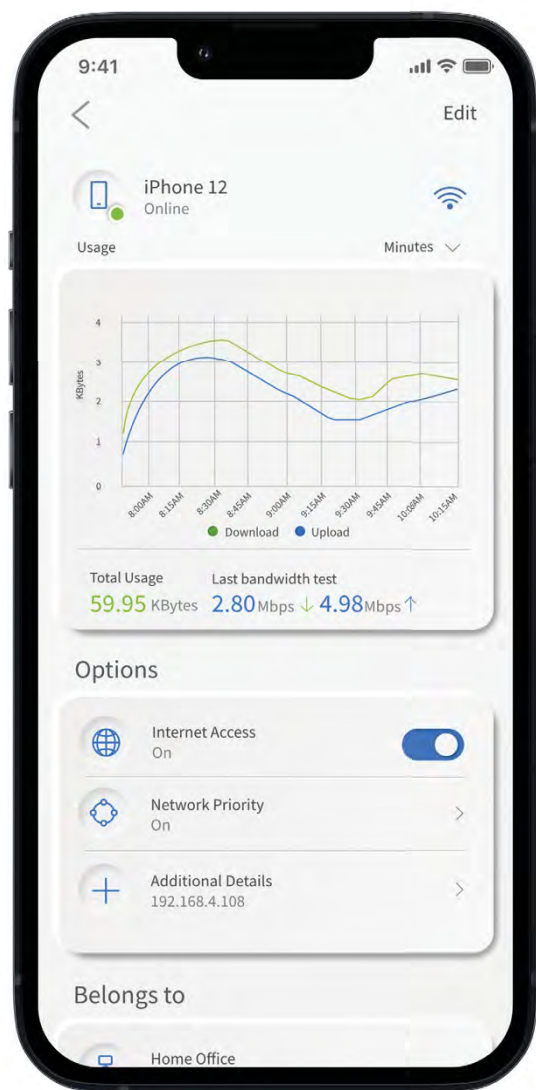 9:41
Edit
iPhone 12
Online
Usage
Minutes
KBytes
4
3
2
1
0
8:00AM 8:15AM 8:30AM 8:45AM 9:00AM 9:15AM 9:30AM 9:45AM 10:08AM 10:15AM
Download Upload
Total Usage Last bandwidth test
59.95 KBytes 2.80 Mbps ↓ 4.98 Mbps ↑
Options
Internet Access
On
Network Priority
On
Additional Details
192.168.4.108
Belongs to
Home Office